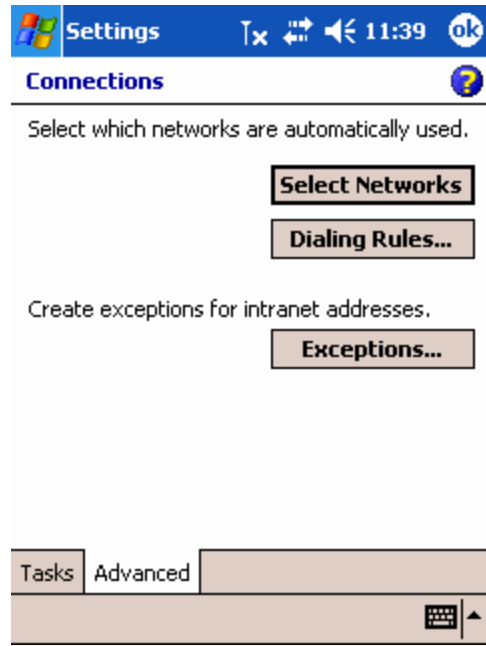 Settings 11:39 ok
Connections
Select which networks are automatically used.
Select Networks
Dialing Rules...
Create exceptions for intranet addresses.
Exceptions...
Tasks Advanced